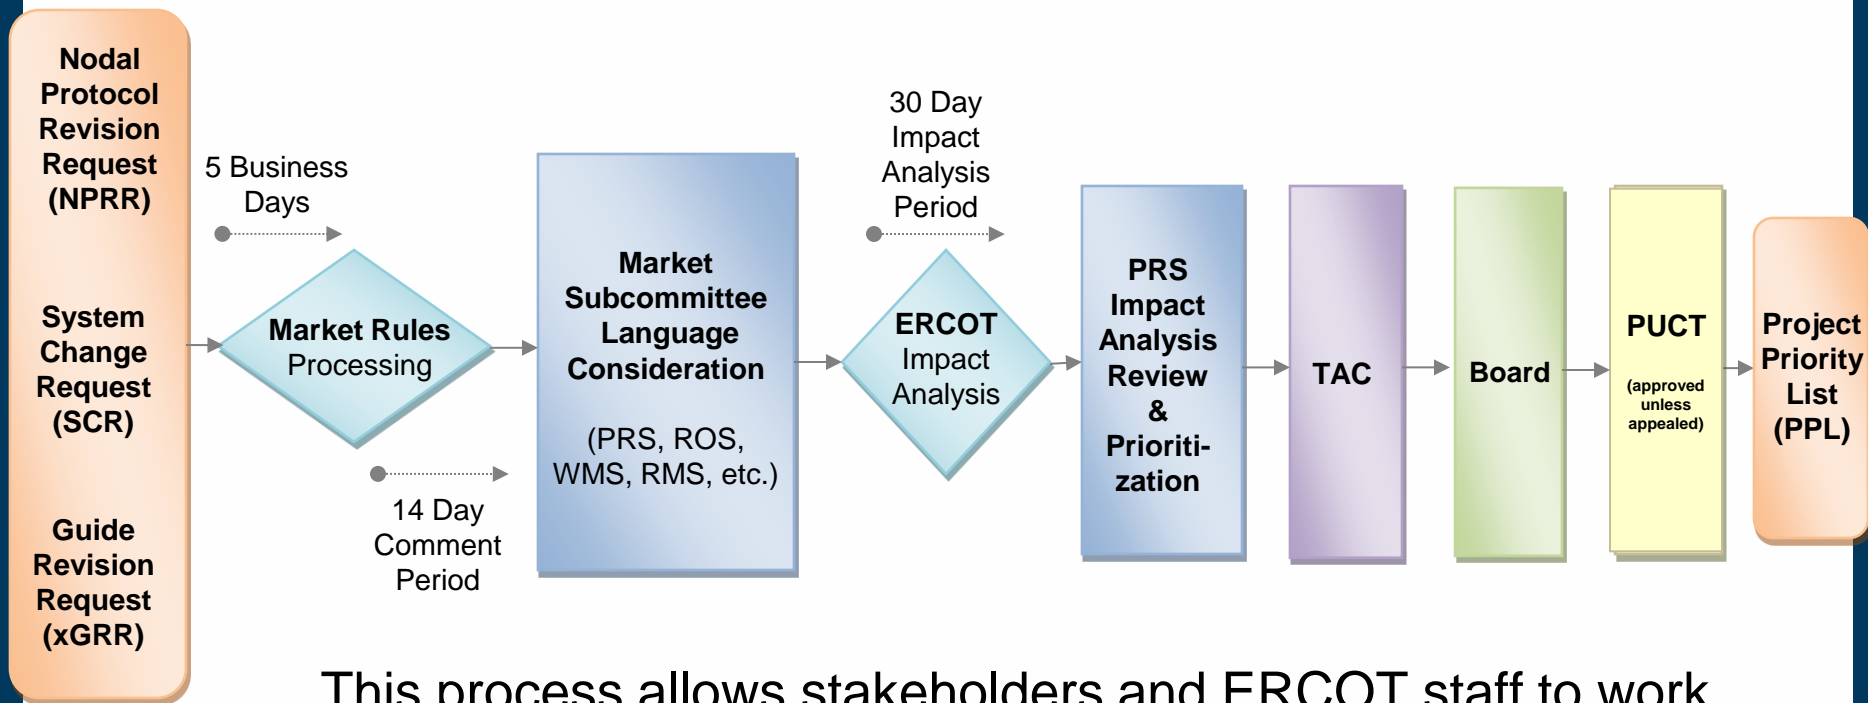 Nodal
Protocol
Revision
Request
(NPRR)
System
Change
Request
(SCR)
Guide
Revision
Request
(xGRR)
5 Business
Days
Market Rules
Processing
14 Day
Comment
Period
Market
Subcommittee
Language
Consideration
(PRS, ROS,
WMS, RMS, etc.)
30 Day
Impact
Analysis
Period
ERCOT
Impact
Analysis
PRS
Impact
Analysis
Review
&
Prioriti-
zation
TAC
Board
PUCT
(approved
unless
appealed)
Project
Priority
List
(PPL)
This process allows stakeholders and ERCOT staff to work